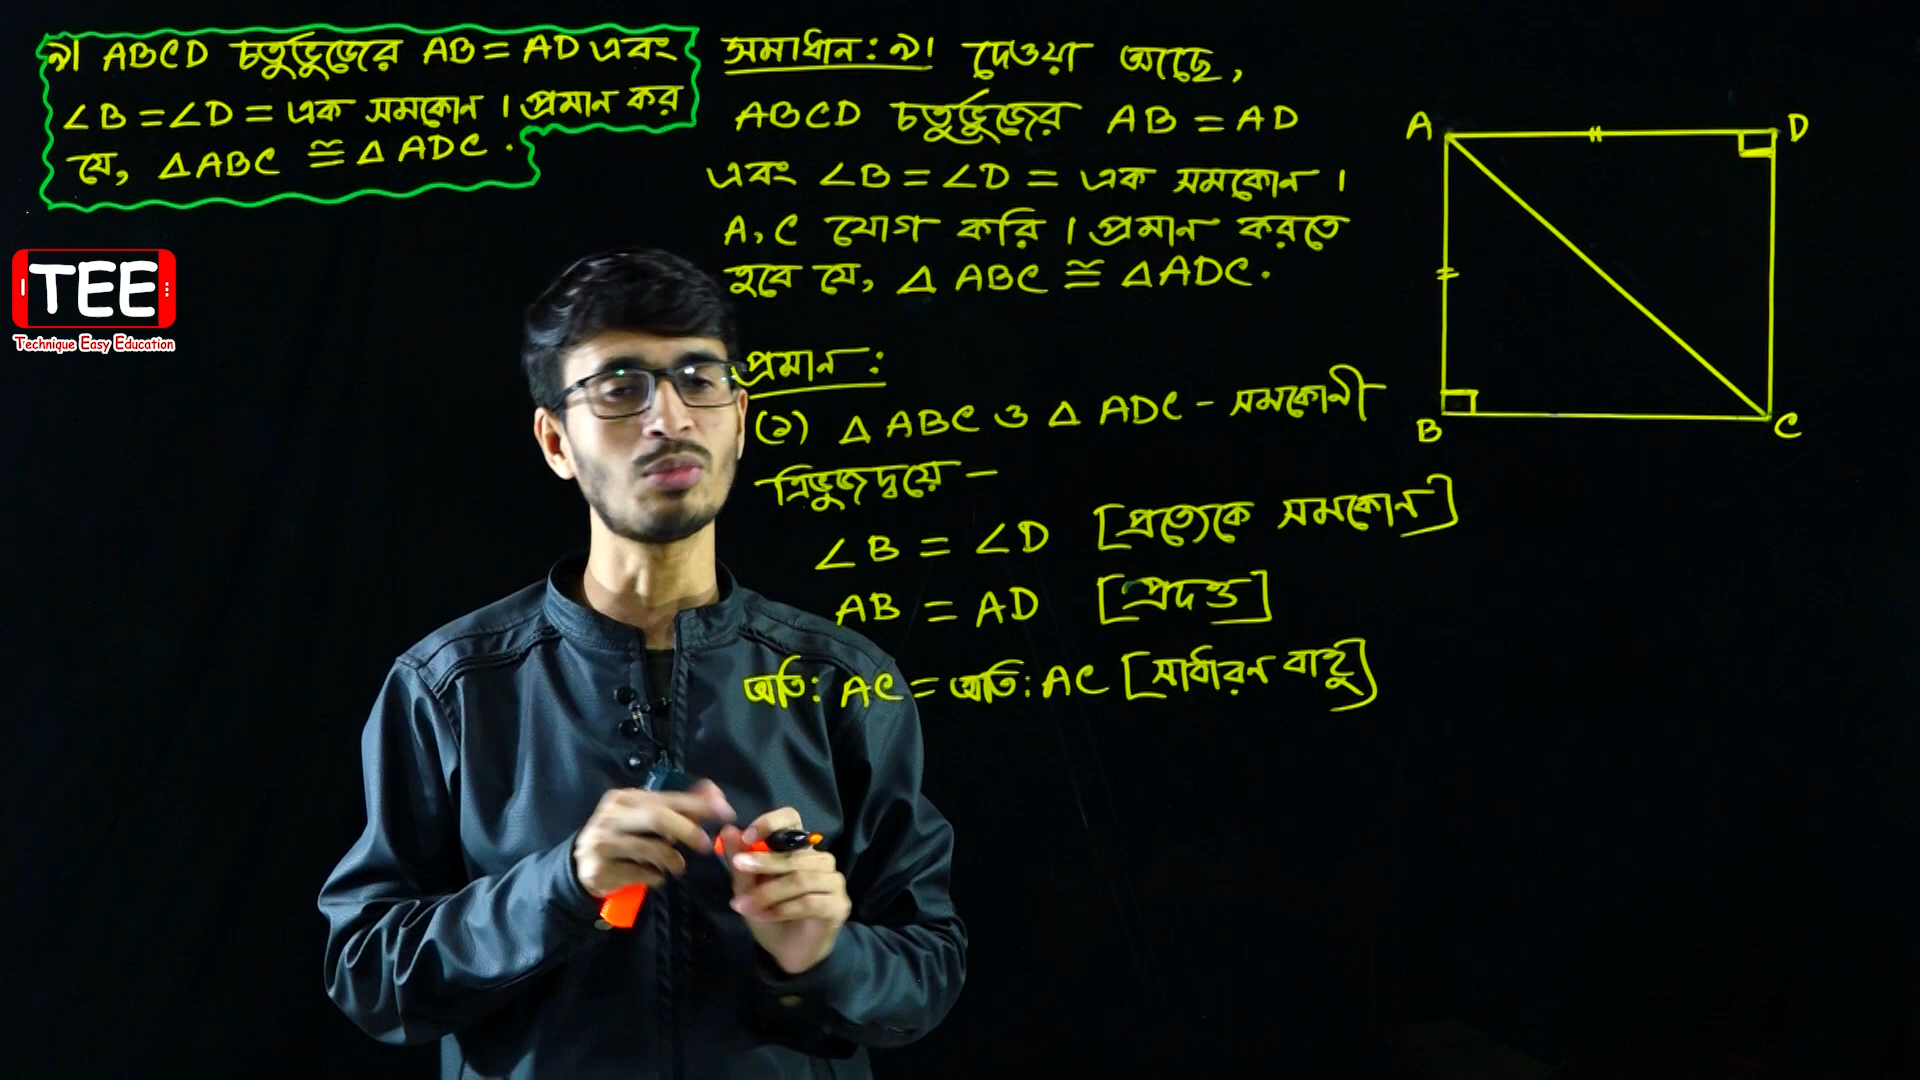 ৯। ABCD চতুর্ভুজের AB = AD এবং
∠B = ∠D = এক সমকোন । প্রমান কর
যে, △ABC ≅ △ADC .
TEE
Technique Easy Education
সমাধান: ৯। দেওয়া আছে,
ABCD চতুর্ভুজের AB = AD
এবং ∠B = ∠D = এক সমকোন ।
A, C যোগ করি । প্রমান করতে
হবে যে, △ ABC ≅ △ADC.
প্রমান:
(১) △ ABC ও △ ADC - সমকোনী
ত্রিভুজদ্বয়ে -
∠B = ∠D [প্রত্যেকে সমকোন]
AB = AD [প্রদত্ত]
অতি: AC = অতি: AC [সাধারন বাহু]
A
D
B
C